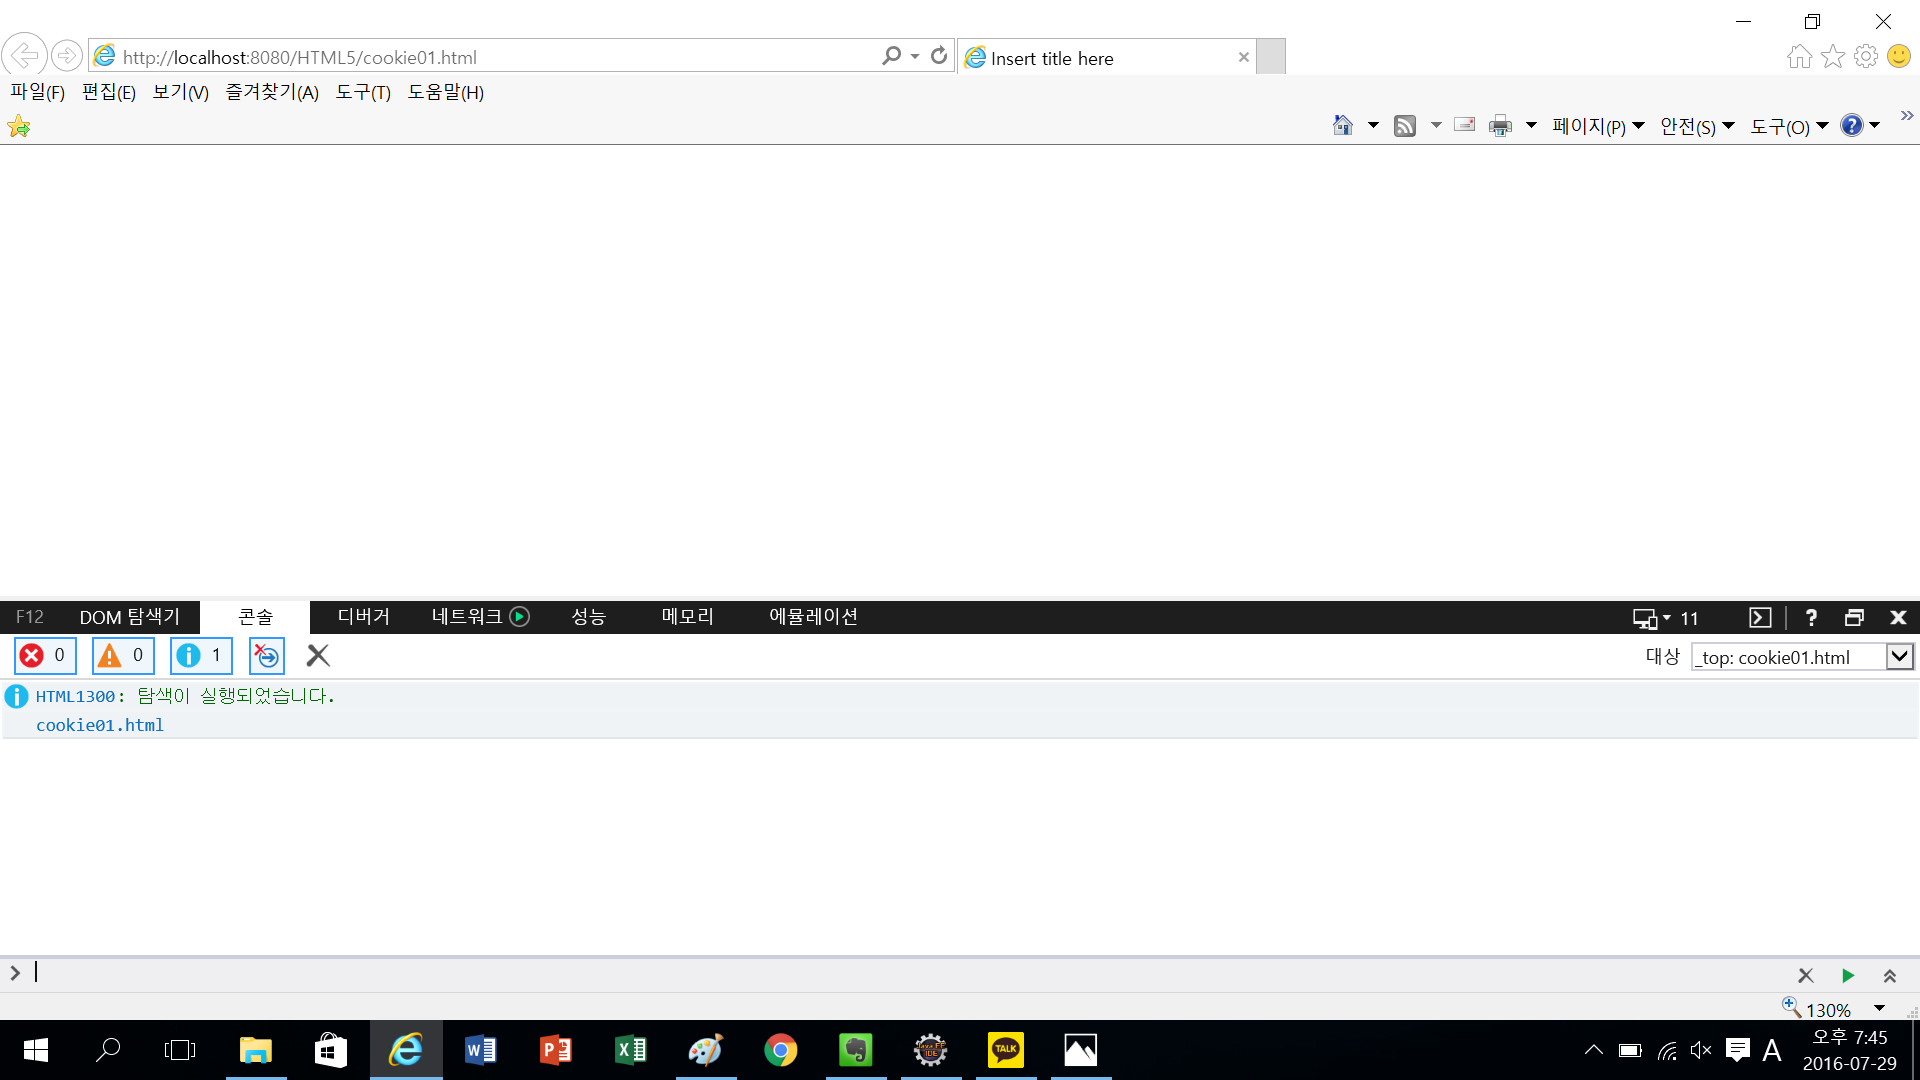 http://localhost:8080/HTML5/cookie01.html
Insert title here
파일(F) 편집(E) 보기(V) 즐겨찾기(A) 도구(T) 도움말(H)
페이지(P) 안전(S) 도구(O)
F12 DOM 탐색기 콘솔 디버거 네트워크 성능 메모리 에뮬레이션 11 ?
0 0 1 대상 _top: cookie01.html
HTML1300: 탐색이 실행되었습니다.
cookie01.html
130%
TALK
Java EE
IDE
A
오후 7:45
2016-07-29